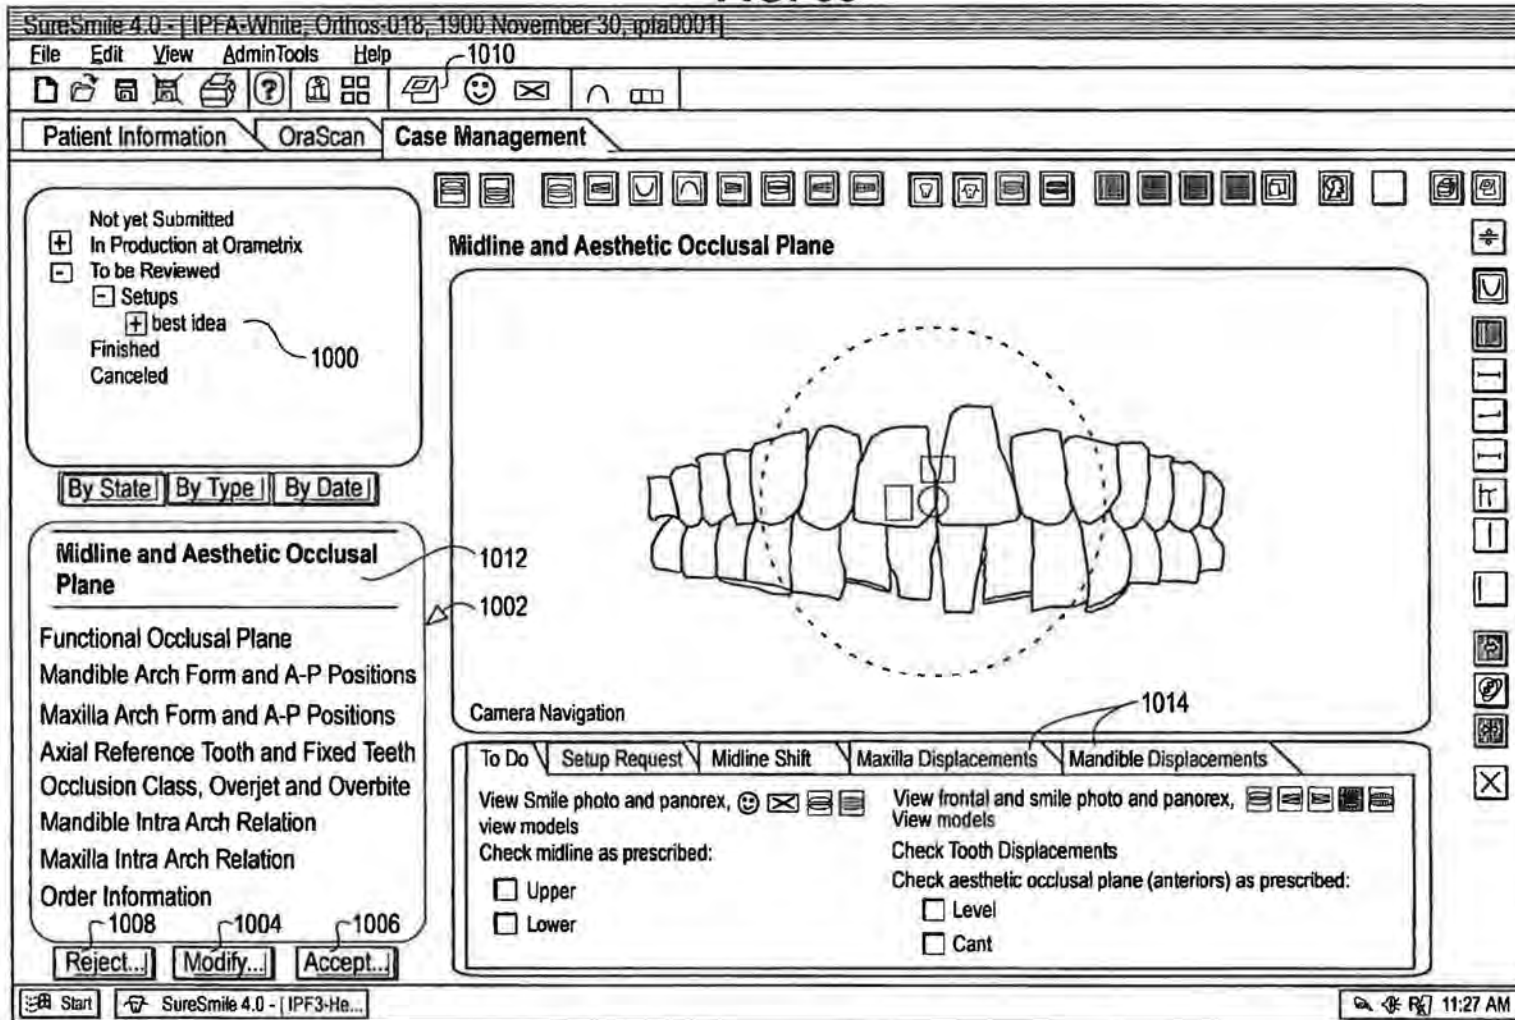 SureSmile 4.0 - [ IPFA-White, Orthos-018, 1900 November 30, ipfa0001]
File Edit View AdminTools Help
1010
Patient Information OraScan Case Management
Not yet Submitted
+ In Production at Orametrix
- To be Reviewed
- Setups
+ best idea
1000
Finished
Canceled
By State By Type By Date
Midline and Aesthetic Occlusal Plane
Camera Navigation
1014
Midline and Aesthetic Occlusal
Plane
1012
1002
Functional Occlusal Plane
Mandible Arch Form and A-P Positions
Maxilla Arch Form and A-P Positions
Axial Reference Tooth and Fixed Teeth
Occlusion Class, Overjet and Overbite
Mandible Intra Arch Relation
Maxilla Intra Arch Relation
Order Information
1008 1004 1006
Reject... Modify... Accept...
To Do Setup Request Midline Shift Maxilla Displacements Mandible Displacements
View Smile photo and panorex,
view models
Check midline as prescribed:
Upper
Lower
View frontal and smile photo and panorex,
View models
Check Tooth Displacements
Check aesthetic occlusal plane (anteriors) as prescribed:
Level
Cant
Start SureSmile 4.0 - [ IPF3-He... 11:27 AM